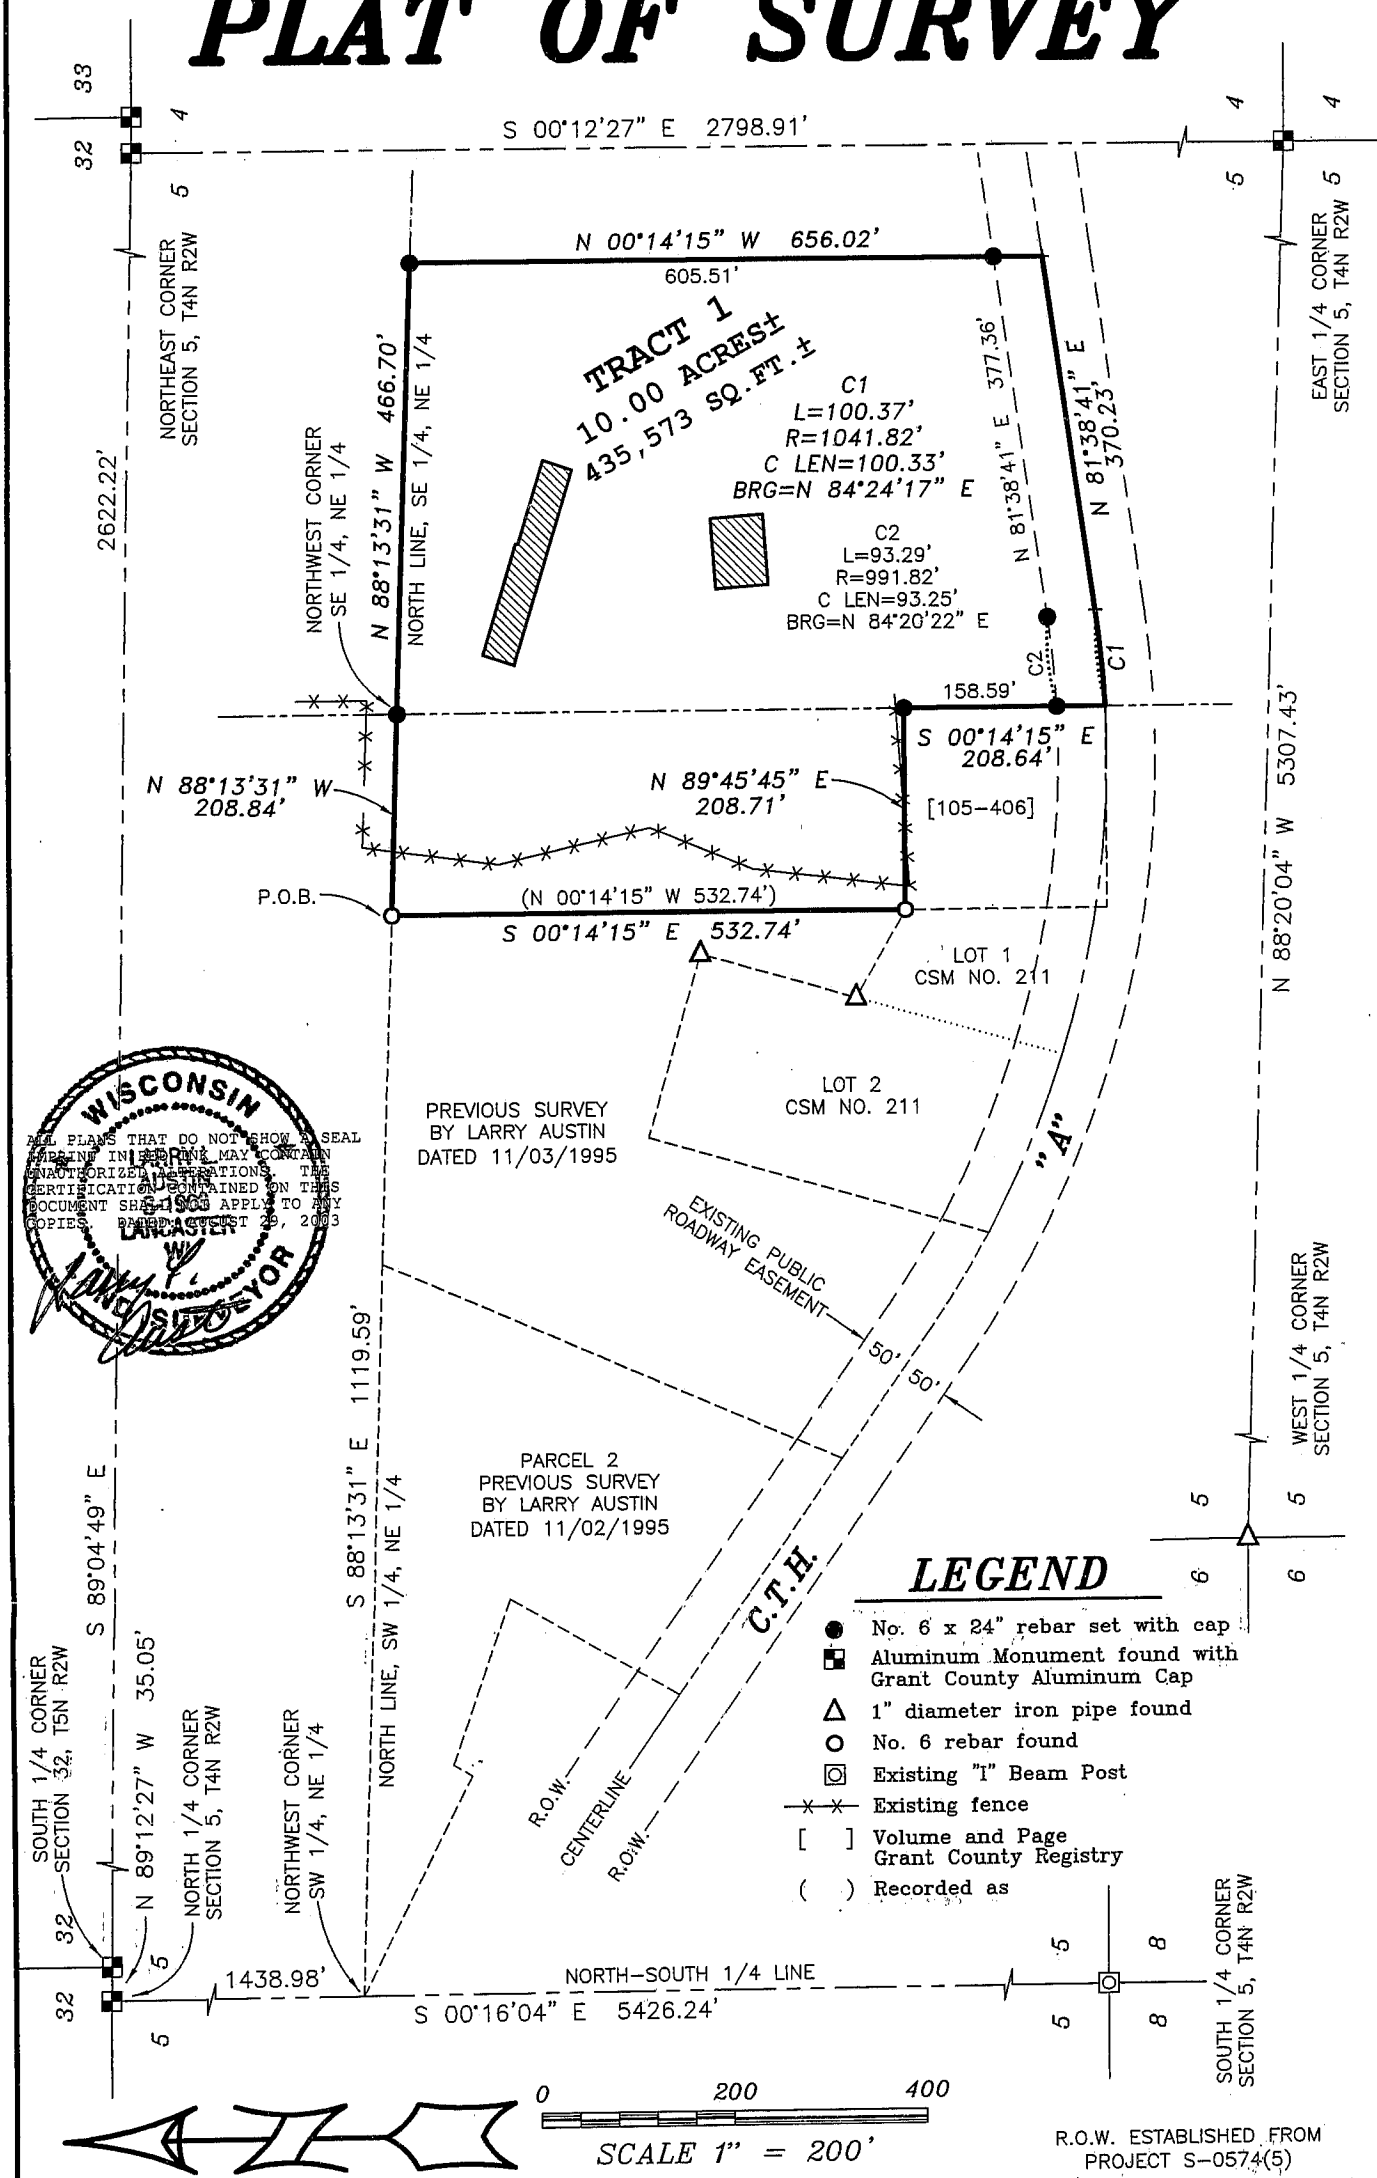 PLAT OF SURVEY
33
32
4
5
S 00°12'27" E 2798.91'
4
4
5
5
NORTHEAST CORNER
SECTION 5, T4N R2W
EAST 1/4 CORNER
SECTION 5, T4N R2W
2622.22'
N 00°14'15" W 656.02'
605.51'
TRACT 1
10.00 ACRES±
435,573 SQ.FT.±
C1
L=100.37'
R=1041.82'
C LEN=100.33'
BRG=N 84°24'17" E
C2
L=93.29'
R=991.82'
C LEN=93.25'
BRG=N 84°20'22" E
N 81°38'41" E 377.36'
N 81°38'41" E
370.23'
NORTHWEST CORNER
SE 1/4, NE 1/4
N 88°13'31" W 466.70'
NORTH LINE, SE 1/4, NE 1/4
C2
C1
158.59'
S 00°14'15" E
208.64'
N 88°13'31" W
208.84'
N 89°45'45" E
208.71'
[105-406]
P.O.B.
(N 00°14'15" W 532.74')
S 00°14'15" E 532.74'
N 88°20'04" W 5307.43'
LOT 1
CSM NO. 211
LOT 2
CSM NO. 211
PREVIOUS SURVEY
BY LARRY AUSTIN
DATED 11/03/1995
WISCONSIN
ALL PLANS THAT DO NOT SHOW A SEAL
IMPRINT IN RED INK MAY CONTAIN
UNAUTHORIZED ALTERATIONS. THE
CERTIFICATION CONTAINED ON THIS
DOCUMENT SHALL NOT APPLY TO ANY
COPIES. DATED: AUGUST 29, 2003
LARRY L.
AUSTIN
LANCASTER
WI
LAND SURVEYOR
Larry L.
Austin
"A"
EXISTING PUBLIC
ROADWAY EASEMENT
50'
50'
WEST 1/4 CORNER
SECTION 5, T4N R2W
5
5
6
6
S 88°13'31" E 1119.59'
NORTH LINE, SW 1/4, NE 1/4
PARCEL 2
PREVIOUS SURVEY
BY LARRY AUSTIN
DATED 11/02/1995
S 89°04'49" E
C.T.H.
LEGEND
No. 6 x 24" rebar set with cap
Aluminum Monument found with
Grant County Aluminum Cap
1" diameter iron pipe found
No. 6 rebar found
Existing "I" Beam Post
Existing fence
[ ] Volume and Page
Grant County Registry
( ) Recorded as
SOUTH 1/4 CORNER
SECTION 32, T5N R2W
N 89°12'27" W 35.05'
NORTH 1/4 CORNER
SECTION 5, T4N R2W
NORTHWEST CORNER
SW 1/4, NE 1/4
R.O.W.
CENTERLINE
R.O.W.
32
32
5
5
1438.98'
NORTH-SOUTH 1/4 LINE
S 00°16'04" E 5426.24'
5
8
5
8
SOUTH 1/4 CORNER
SECTION 5, T4N R2W
N
0 200 400
SCALE 1" = 200'
R.O.W. ESTABLISHED FROM
PROJECT S-0574(5)